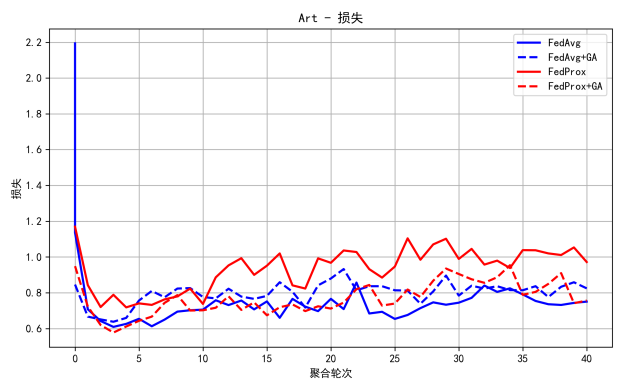 Art - 损失
损失
2.2
2.0
1.8
1.6
1.4
1.2
1.0
0.8
0.6
FedAvg
FedAvg+GA
FedProx
FedProx+GA
0 5 10 15 20 25 30 35 40
聚合轮次